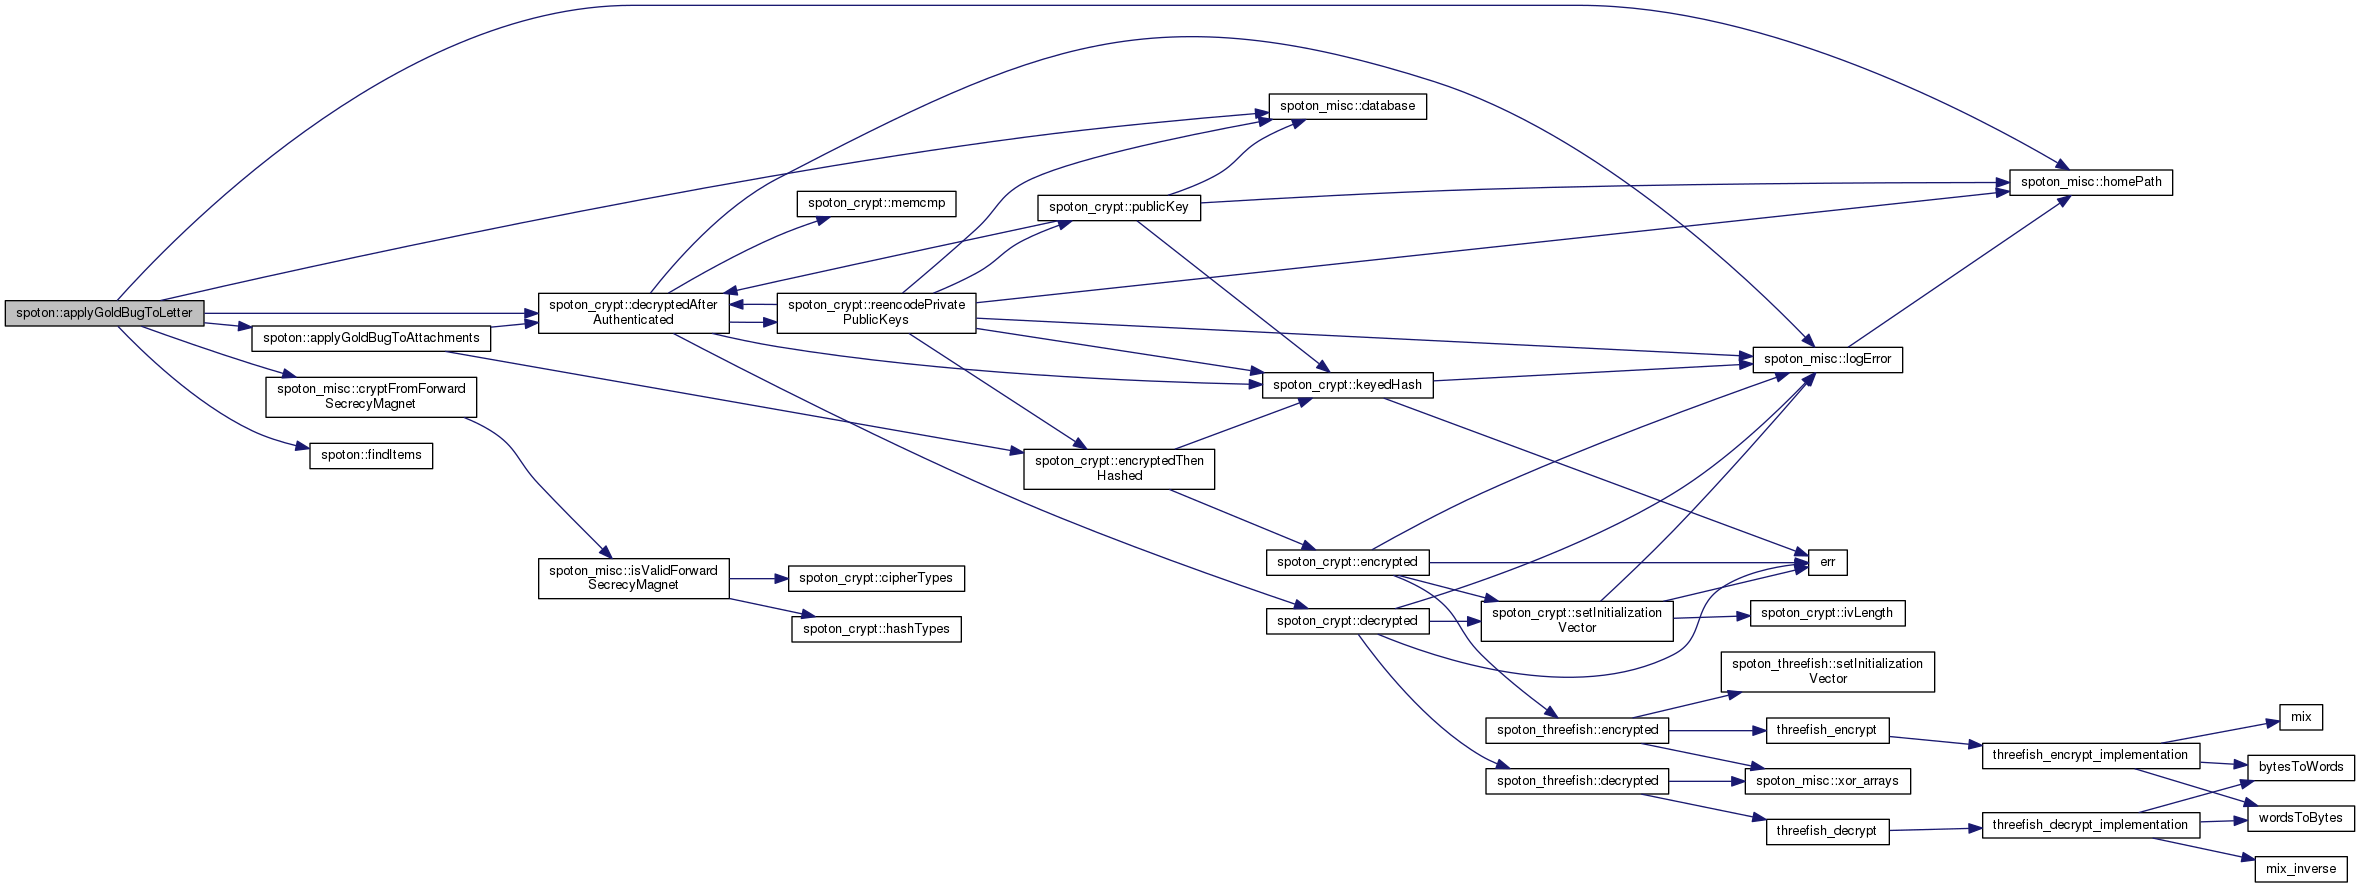 spoton::applyGoldBugToLetter
spoton::applyGoldBugToAttachments
spoton_misc::cryptFromForward
SecrecyMagnet
spoton::findItems
spoton_crypt::decryptedAfter
Authenticated
spoton_misc::isValidForward
SecrecyMagnet
spoton_crypt::memcmp
spoton_crypt::reencodePrivate
PublicKeys
spoton_crypt::cipherTypes
spoton_crypt::hashTypes
spoton_crypt::publicKey
spoton_crypt::encryptedThen
Hashed
spoton_misc::database
spoton_crypt::keyedHash
spoton_crypt::encrypted
spoton_crypt::decrypted
spoton_crypt::setInitialization
Vector
spoton_threefish::encrypted
spoton_threefish::decrypted
spoton_misc::logError
err
spoton_crypt::ivLength
spoton_threefish::setInitialization
Vector
threefish_encrypt
spoton_misc::xor_arrays
threefish_decrypt
spoton_misc::homePath
threefish_encrypt_implementation
threefish_decrypt_implementation
mix
bytesToWords
wordsToBytes
mix_inverse